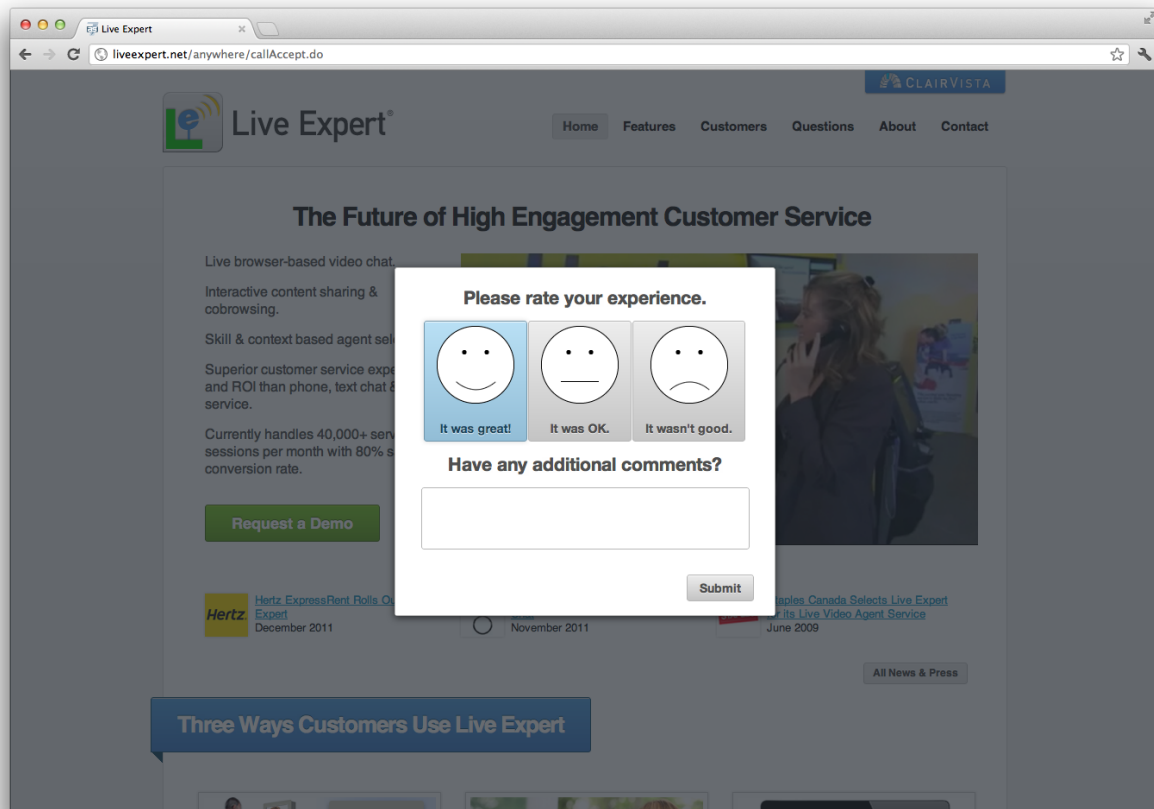 Live Expert
liveexpert.net/anywhere/callAccept.do
CLAIRVISTA
Le
Live Expert®
Home Features Customers Questions About Contact
The Future of High Engagement Customer Service
Live browser-based video chat.
Interactive content sharing &
cobrowsing.
Skill & context based agent
Superior customer service
and ROI than phone, text chat &
service.
Currently handles 40,000+
sessions per month with 80%
conversion rate.
Request a Demo
Please rate your experience.
It was great! It was OK. It wasn't good.
Have any additional comments?
Submit
Hertz
Hertz ExpressRent Rolls
Expert
December 2011
November 2011
Canada Selects Live Expert
its Live Video Agent Service
June 2009
All News & Press
Three Ways Customers Use Live Expert